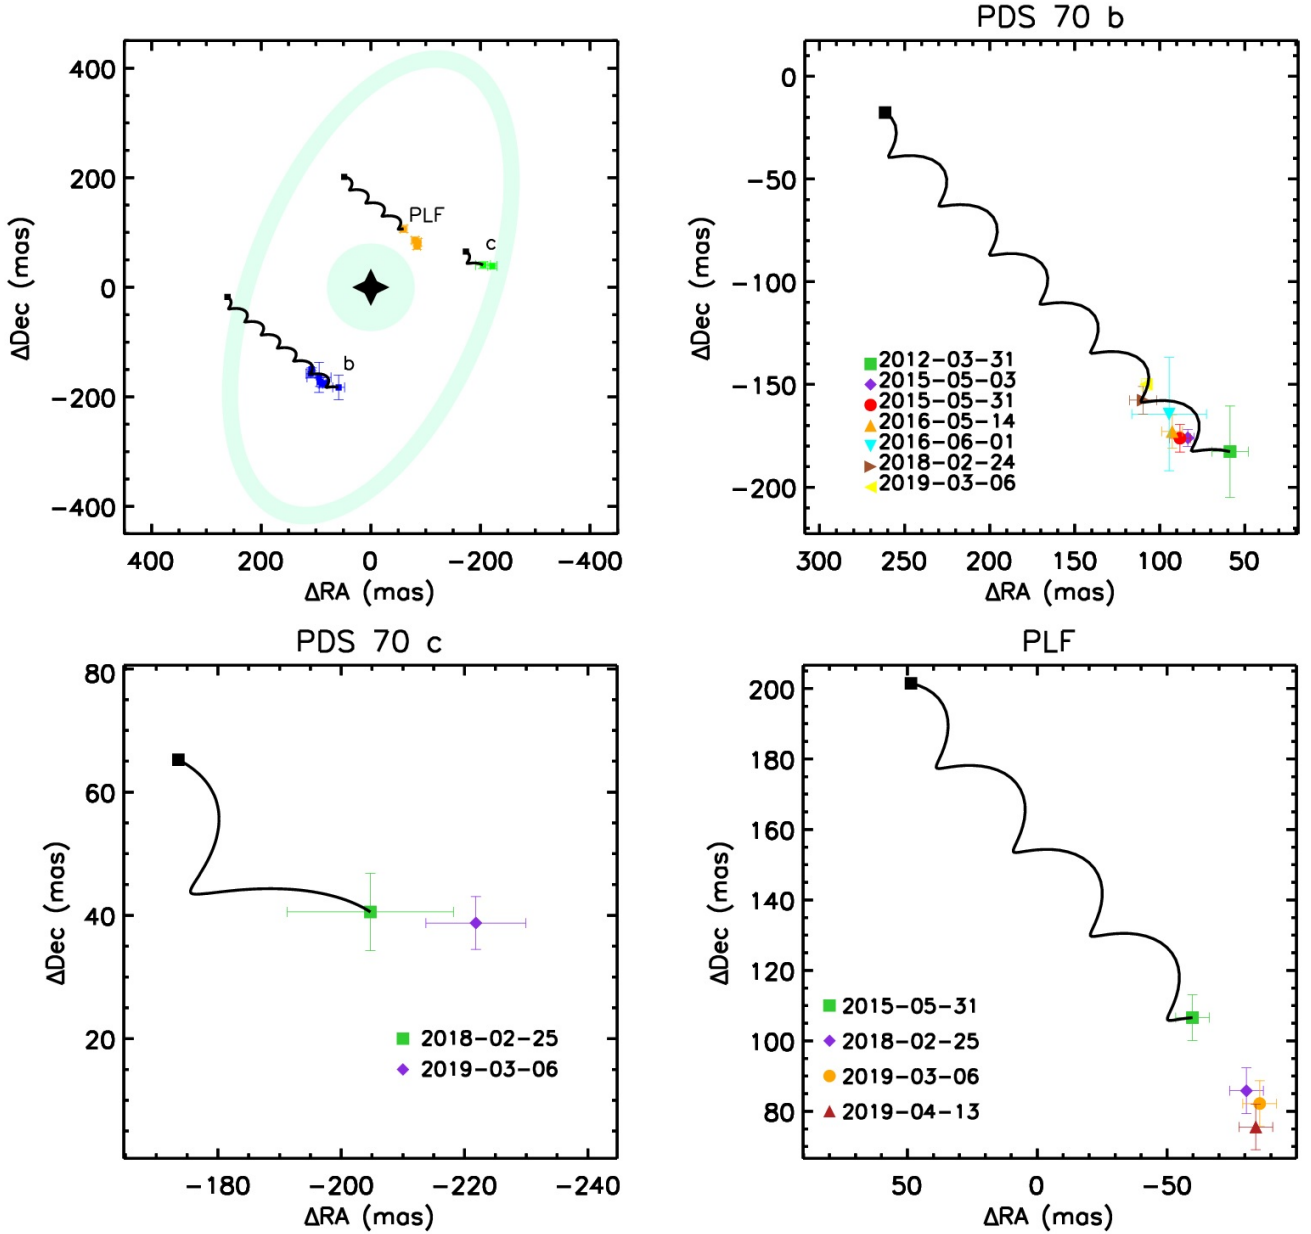 PDS 70 b
400
200
0
−200
−400
ΔDec (mas)
PLF
c
b
400 200 0 −200 −400
ΔRA (mas)
0
−50
−100
−150
−200
ΔDec (mas)
2012−03−31
2015−05−03
2015−05−31
2016−05−14
2016−06−01
2018−02−24
2019−03−06
300 250 200 150 100 50
ΔRA (mas)
PDS 70 c
80
60
40
20
ΔDec (mas)
2018−02−25
2019−03−06
−180 −200 −220 −240
ΔRA (mas)
PLF
200
180
160
140
120
100
80
ΔDec (mas)
2015−05−31
2018−02−25
2019−03−06
2019−04−13
50 0 −50
ΔRA (mas)